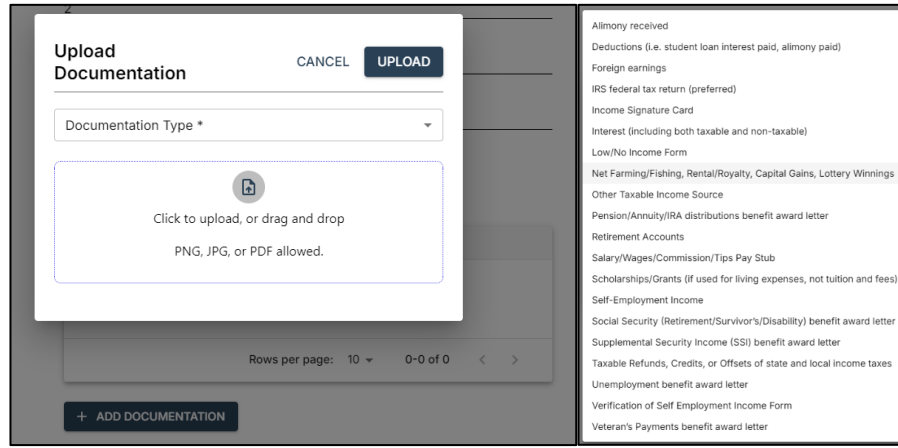 2
Upload
Documentation
CANCEL
UPLOAD
Documentation Type *
Click to upload, or drag and drop
PNG, JPG, or PDF allowed.
Rows per page: 10
0-0 of 0
+ ADD DOCUMENTATION
Alimony received
Deductions (i.e. student loan interest paid, alimony paid)
Foreign earnings
IRS federal tax return (preferred)
Income Signature Card
Interest (including both taxable and non-taxable)
Low/No Income Form
Net Farming/Fishing, Rental/Royalty, Capital Gains, Lottery Winnings
Other Taxable Income Source
Pension/Annuity/IRA distributions benefit award letter
Retirement Accounts
Salary/Wages/Commission/Tips Pay Stub
Scholarships/Grants (if used for living expenses, not tuition and fees)
Self-Employment Income
Social Security (Retirement/Survivor's/Disability) benefit award letter
Supplemental Security Income (SSI) benefit award letter
Taxable Refunds, Credits, or Offsets of state and local income taxes
Unemployment benefit award letter
Verification of Self Employment Income Form
Veteran's Payments benefit award letter